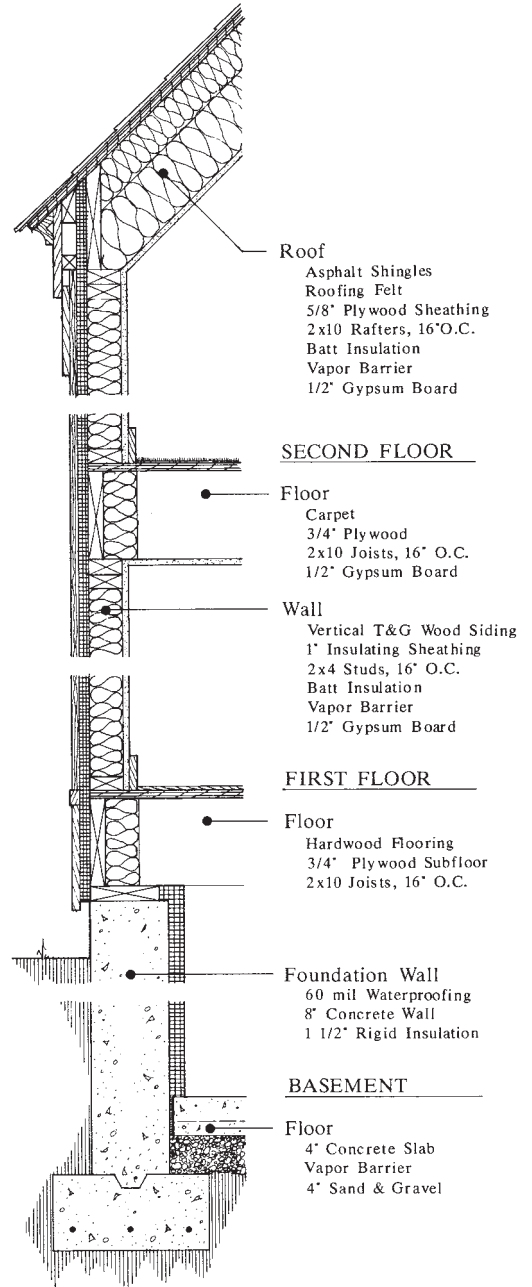 Roof
Asphalt Shingles
Roofing Felt
5/8" Plywood Sheathing
2x10 Rafters, 16"O.C.
Batt Insulation
Vapor Barrier
1/2" Gypsum Board
SECOND FLOOR
Floor
Carpet
3/4" Plywood
2x10 Joists, 16" O.C.
1/2" Gypsum Board
Wall
Vertical T&G Wood Siding
1" Insulating Sheathing
2x4 Studs, 16" O.C.
Batt Insulation
Vapor Barrier
1/2" Gypsum Board
FIRST FLOOR
Floor
Hardwood Flooring
3/4" Plywood Subfloor
2x10 Joists, 16" O.C.
Foundation Wall
60 mil Waterproofing
8" Concrete Wall
1 1/2" Rigid Insulation
BASEMENT
Floor
4" Concrete Slab
Vapor Barrier
4" Sand & Gravel